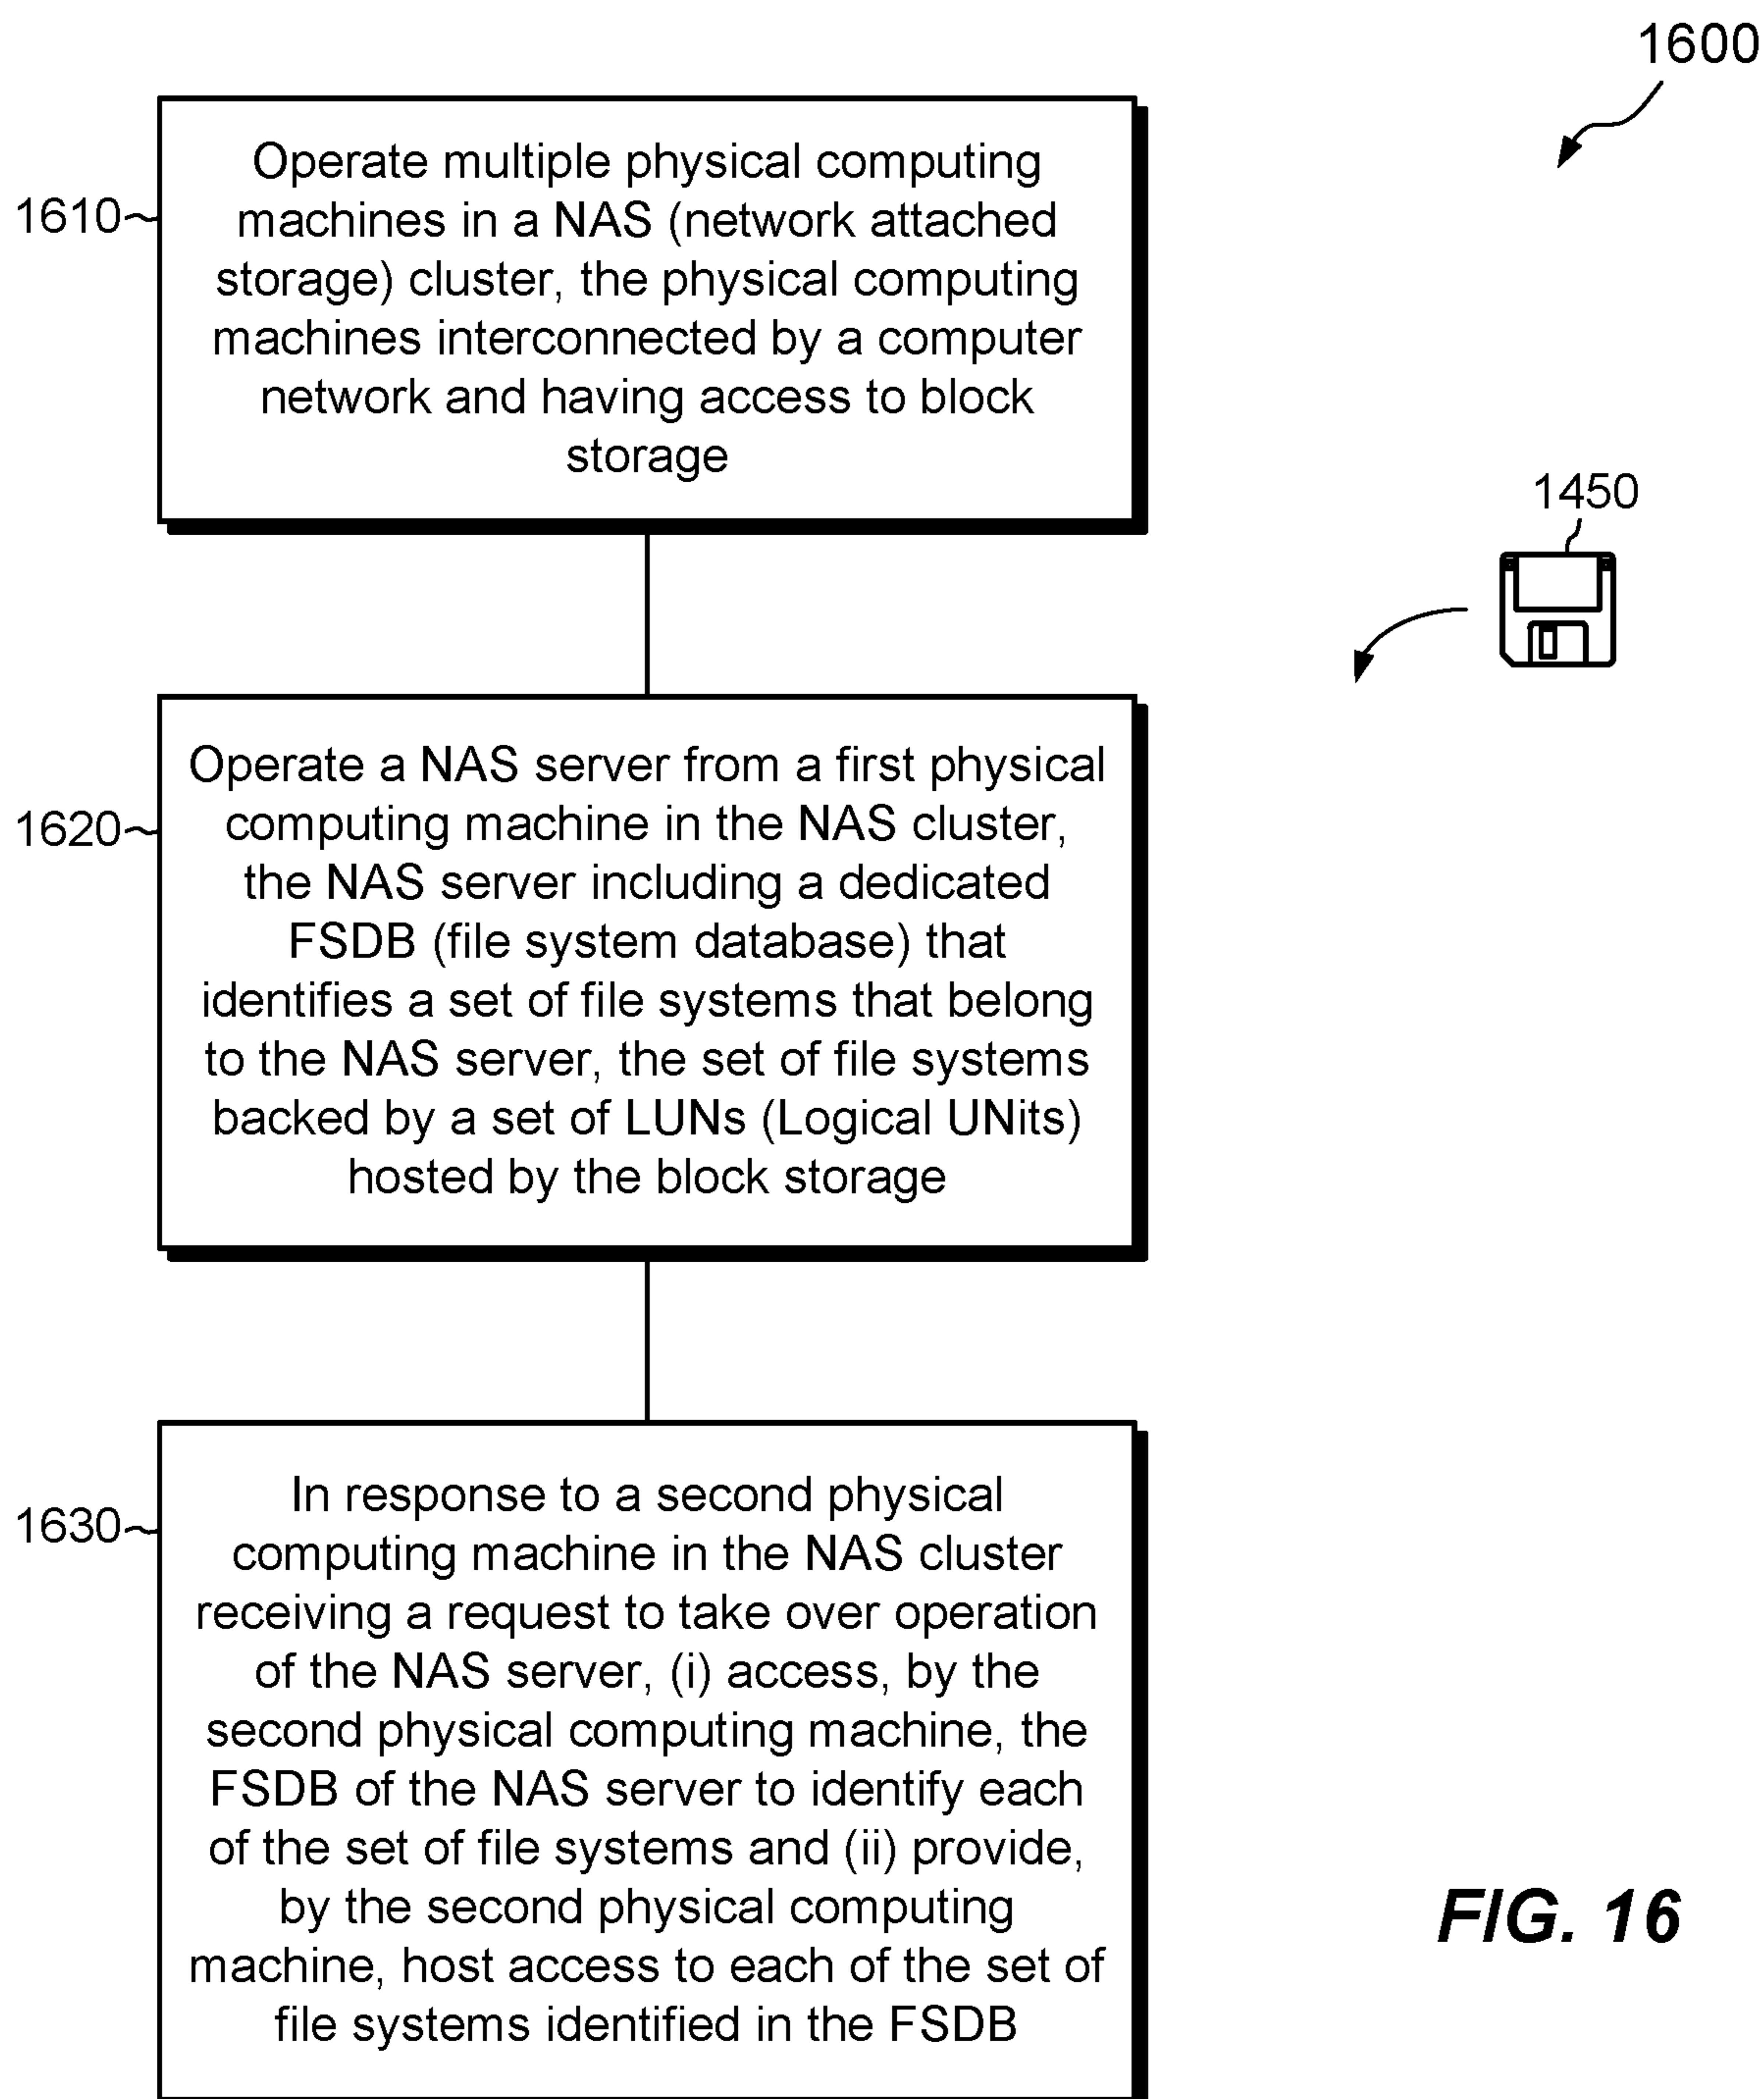 1600
1610
Operate multiple physical computing
machines in a NAS (network attached
storage) cluster, the physical computing
machines interconnected by a computer
network and having access to block
storage
1450
1620
Operate a NAS server from a first physical
computing machine in the NAS cluster,
the NAS server including a dedicated
FSDB (file system database) that
identifies a set of file systems that belong
to the NAS server, the set of file systems
backed by a set of LUNs (Logical UNits)
hosted by the block storage
1630
In response to a second physical
computing machine in the NAS cluster
receiving a request to take over operation
of the NAS server, (i) access, by the
second physical computing machine, the
FSDB of the NAS server to identify each
of the set of file systems and (ii) provide,
by the second physical computing
machine, host access to each of the set of
file systems identified in the FSDB
FIG. 16